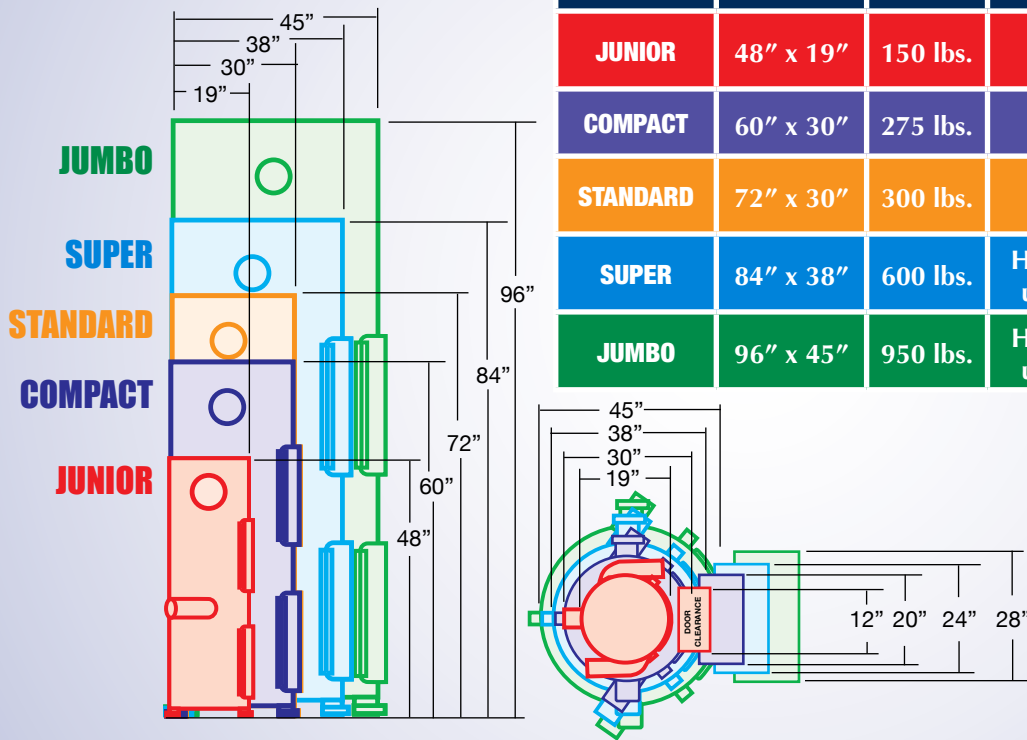 45”
38”
30”
19”
JUMBO
SUPER
STANDARD
COMPACT
JUNIOR
96”
84”
72”
60”
48”
JUNIOR 48″ x 19″ 150 lbs.
COMPACT 60″ x 30″ 275 lbs.
STANDARD 72″ x 30″ 300 lbs.
SUPER 84″ x 38″ 600 lbs.
JUMBO 96″ x 45″ 950 lbs.
45”
38”
30”
19”
DOOR
CLEARANCE
12” 20” 24” 28”